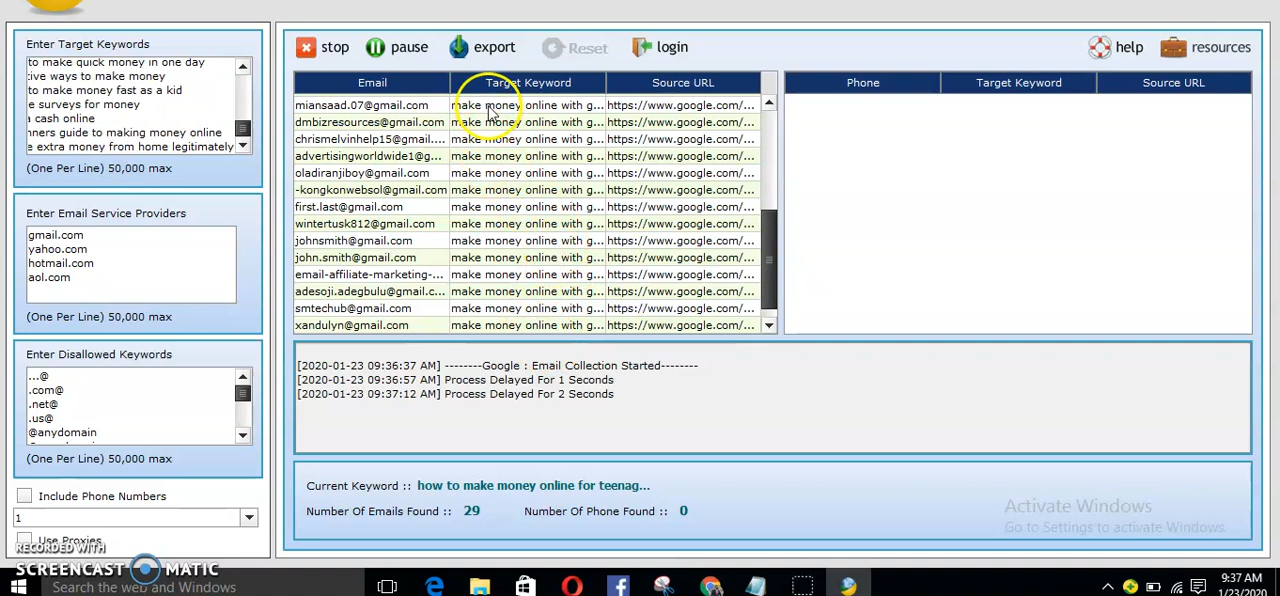 Enter Target Keywords
to make quick money in one day
ive ways to make money
to make money fast as a kid
e surveys for money
a cash online
nners guide to making money online
e extra money from home legitimately
(One Per Line) 50,000 max
Enter Email Service Providers
gmail.com
yahoo.com
hotmail.com
aol.com
(One Per Line) 50,000 max
Enter Disallowed Keywords
...@
.com@
.net@
.us@
@anydomain
(One Per Line) 50,000 max
Include Phone Numbers
1
Use Proxies
stop pause export Reset login help resources
Email Target Keyword Source URL Phone Target Keyword Source URL
miansaad.07@gmail.com make money online with g... https://www.google.com/...
dmbizresources@gmail.com make money online with g... https://www.google.com/...
chrismelvinhelp15@gmail.... make money online with g... https://www.google.com/...
advertisingworldwide1@g... make money online with g... https://www.google.com/...
oladiranjiboy@gmail.com make money online with g... https://www.google.com/...
-kongkonwebsol@gmail.com make money online with g... https://www.google.com/...
first.last@gmail.com make money online with g... https://www.google.com/...
wintertusk812@gmail.com make money online with g... https://www.google.com/...
johnsmith@gmail.com make money online with g... https://www.google.com/...
john.smith@gmail.com make money online with g... https://www.google.com/...
email-affiliate-marketing-... make money online with g... https://www.google.com/...
adesoji.adegbulu@gmail.c... make money online with g... https://www.google.com/...
smtechub@gmail.com make money online with g... https://www.google.com/...
xandulyn@gmail.com make money online with g... https://www.google.com/...
[2020-01-23 09:36:37 AM] --------Google : Email Collection Started-------
[2020-01-23 09:36:57 AM] Process Delayed For 1 Seconds
[2020-01-23 09:37:12 AM] Process Delayed For 2 Seconds
Current Keyword :: how to make money online for teenag...
Number Of Emails Found :: 29 Number Of Phone Found :: 0
Activate Windows
Go to Settings to activate Windows.
RECORDED WITH
SCREENCAST MATIC
Search the web and Windows
9:37 AM
1/23/2020